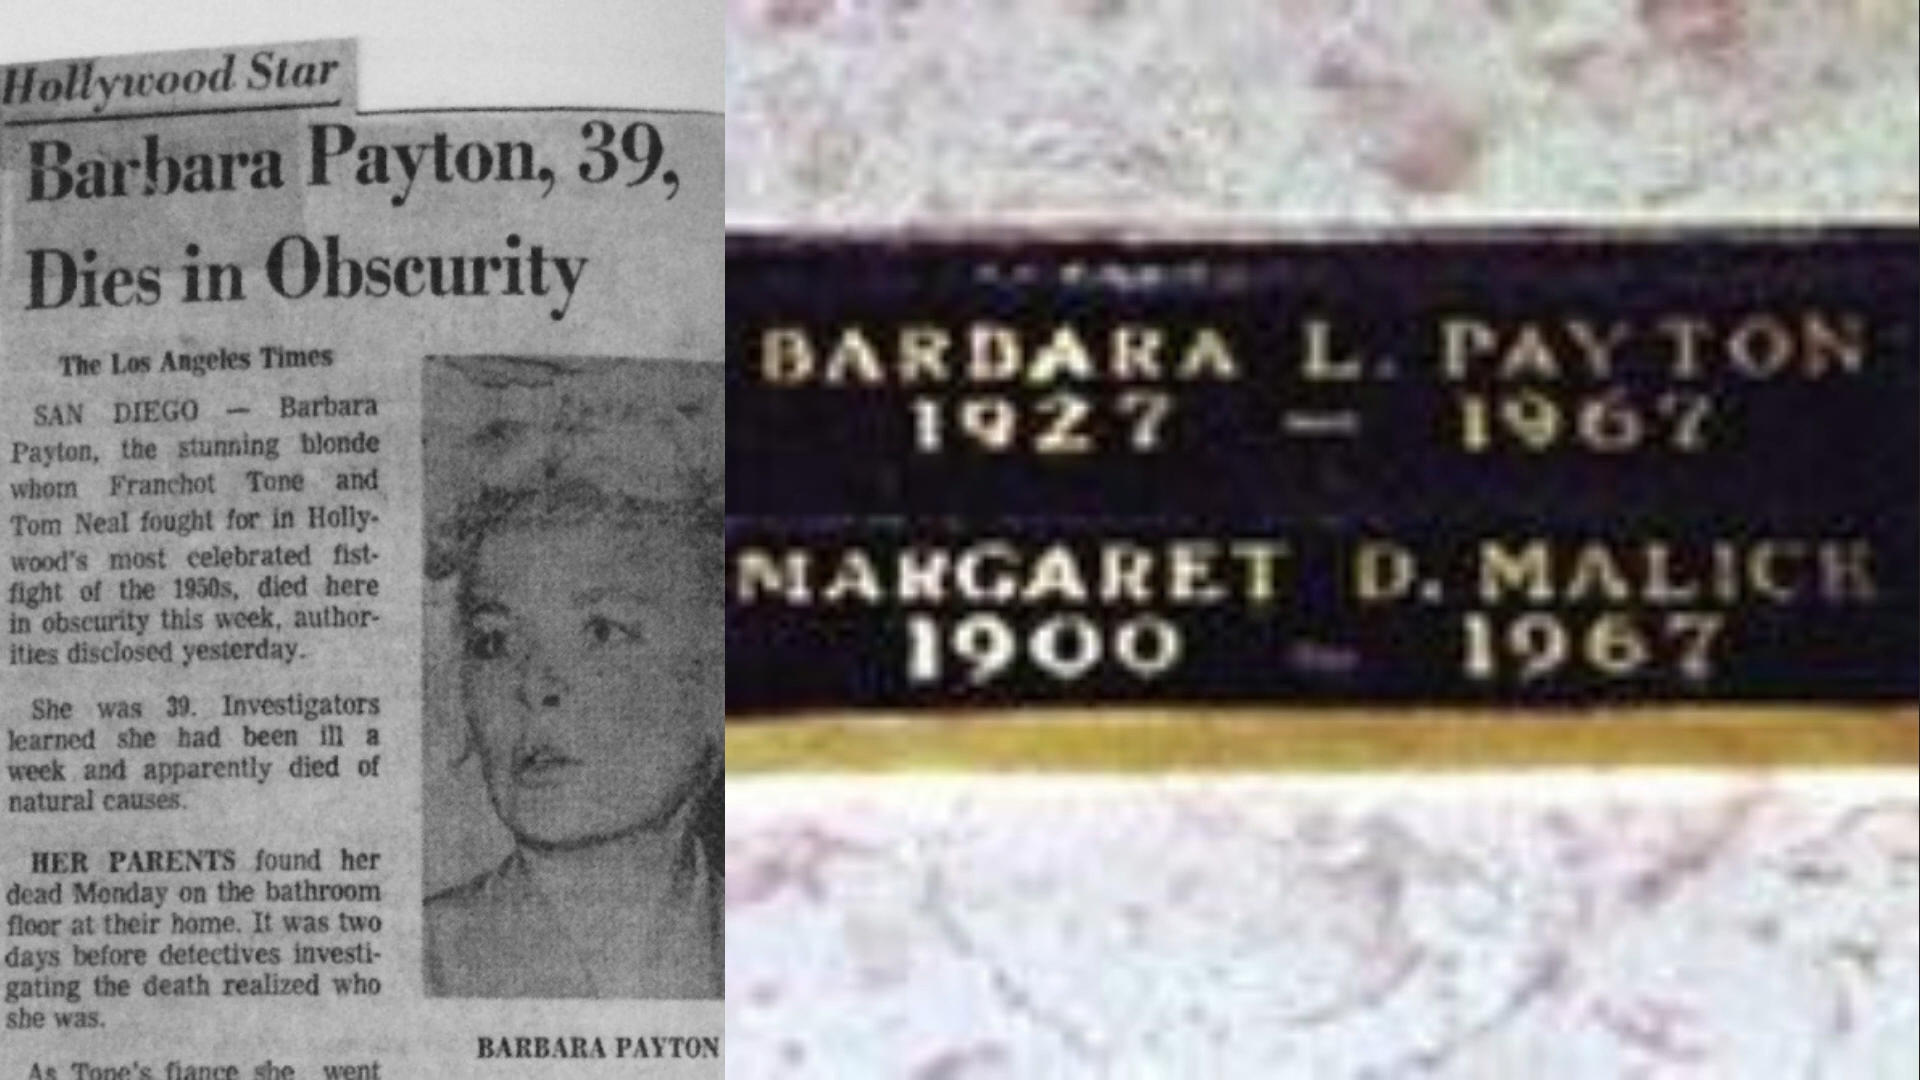 Hollywood Star
Barbara Payton, 39,
Dies in Obscurity
The Los Angeles Times
SAN DIEGO — Barbara
Payton, the stunning blonde
whom Franchot Tone and
Tom Neal fought for in Holly-
wood's most celebrated fist-
fight of the 1950s, died here
in obscurity this week, author-
ities disclosed yesterday.
She was 39. Investigators
learned she had been ill a
week and apparently died of
natural causes.
HER PARENTS found her
dead Monday on the bathroom
floor at their home. It was two
days before detectives investi-
gating the death realized who
she was.
As Tone's fiance she went
BARBARA PAYTON
BARBARA L. PAYTON
1927 — 1967
MARGARET D. MALICK
1900 — 1967